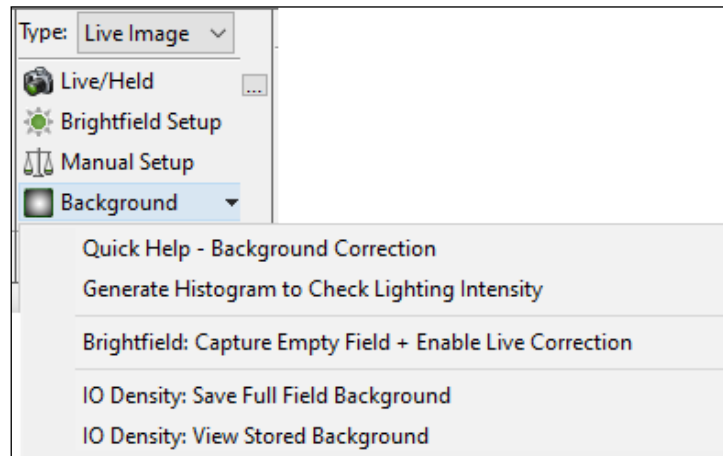 Type: Live Image
Live/Held ...
Brightfield Setup
Manual Setup
Background
Quick Help - Background Correction
Generate Histogram to Check Lighting Intensity
Brightfield: Capture Empty Field + Enable Live Correction
IO Density: Save Full Field Background
IO Density: View Stored Background